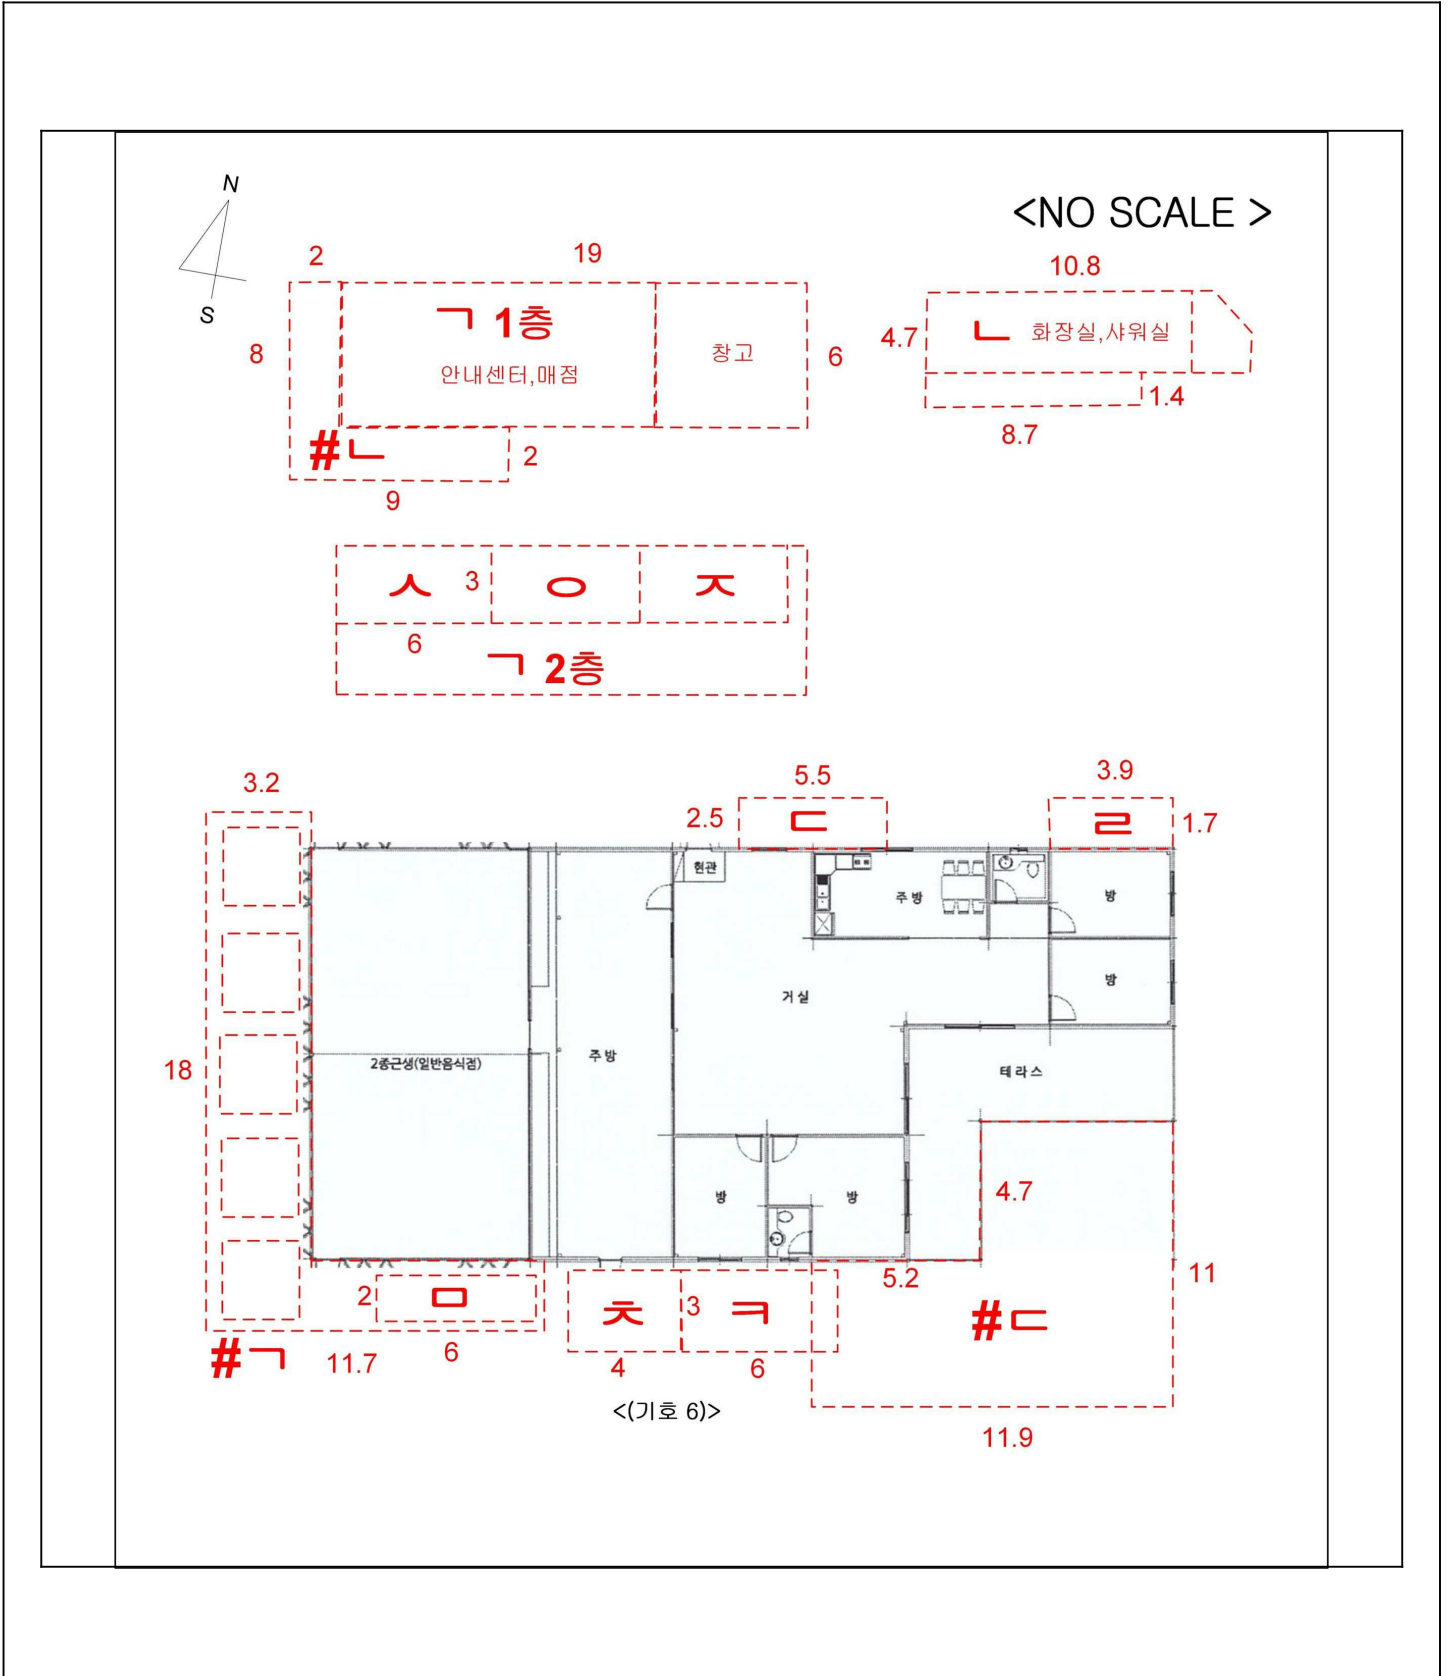 N
S
<NO SCALE >
2
19
8
ㄱ 1층
안내센터,매점
창고
6
#ㄴ
2
9
10.8
4.7
ㄴ 화장실,샤워실
1.4
8.7
ㅅ 3 ㅇ ㅈ
6
ㄱ 2층
3.2
5.5
3.9
2.5
ㄷ
ㄹ
1.7
현관
주방
방
방
거실
18
2종근생(일반음식점)
주방
테라스
방
방
4.7
5.2
11
2
ㅁ
ㅊ
3
ㅋ
#ㄷ
#ㄱ
11.7
6
4
6
<(기호 6)>
11.9